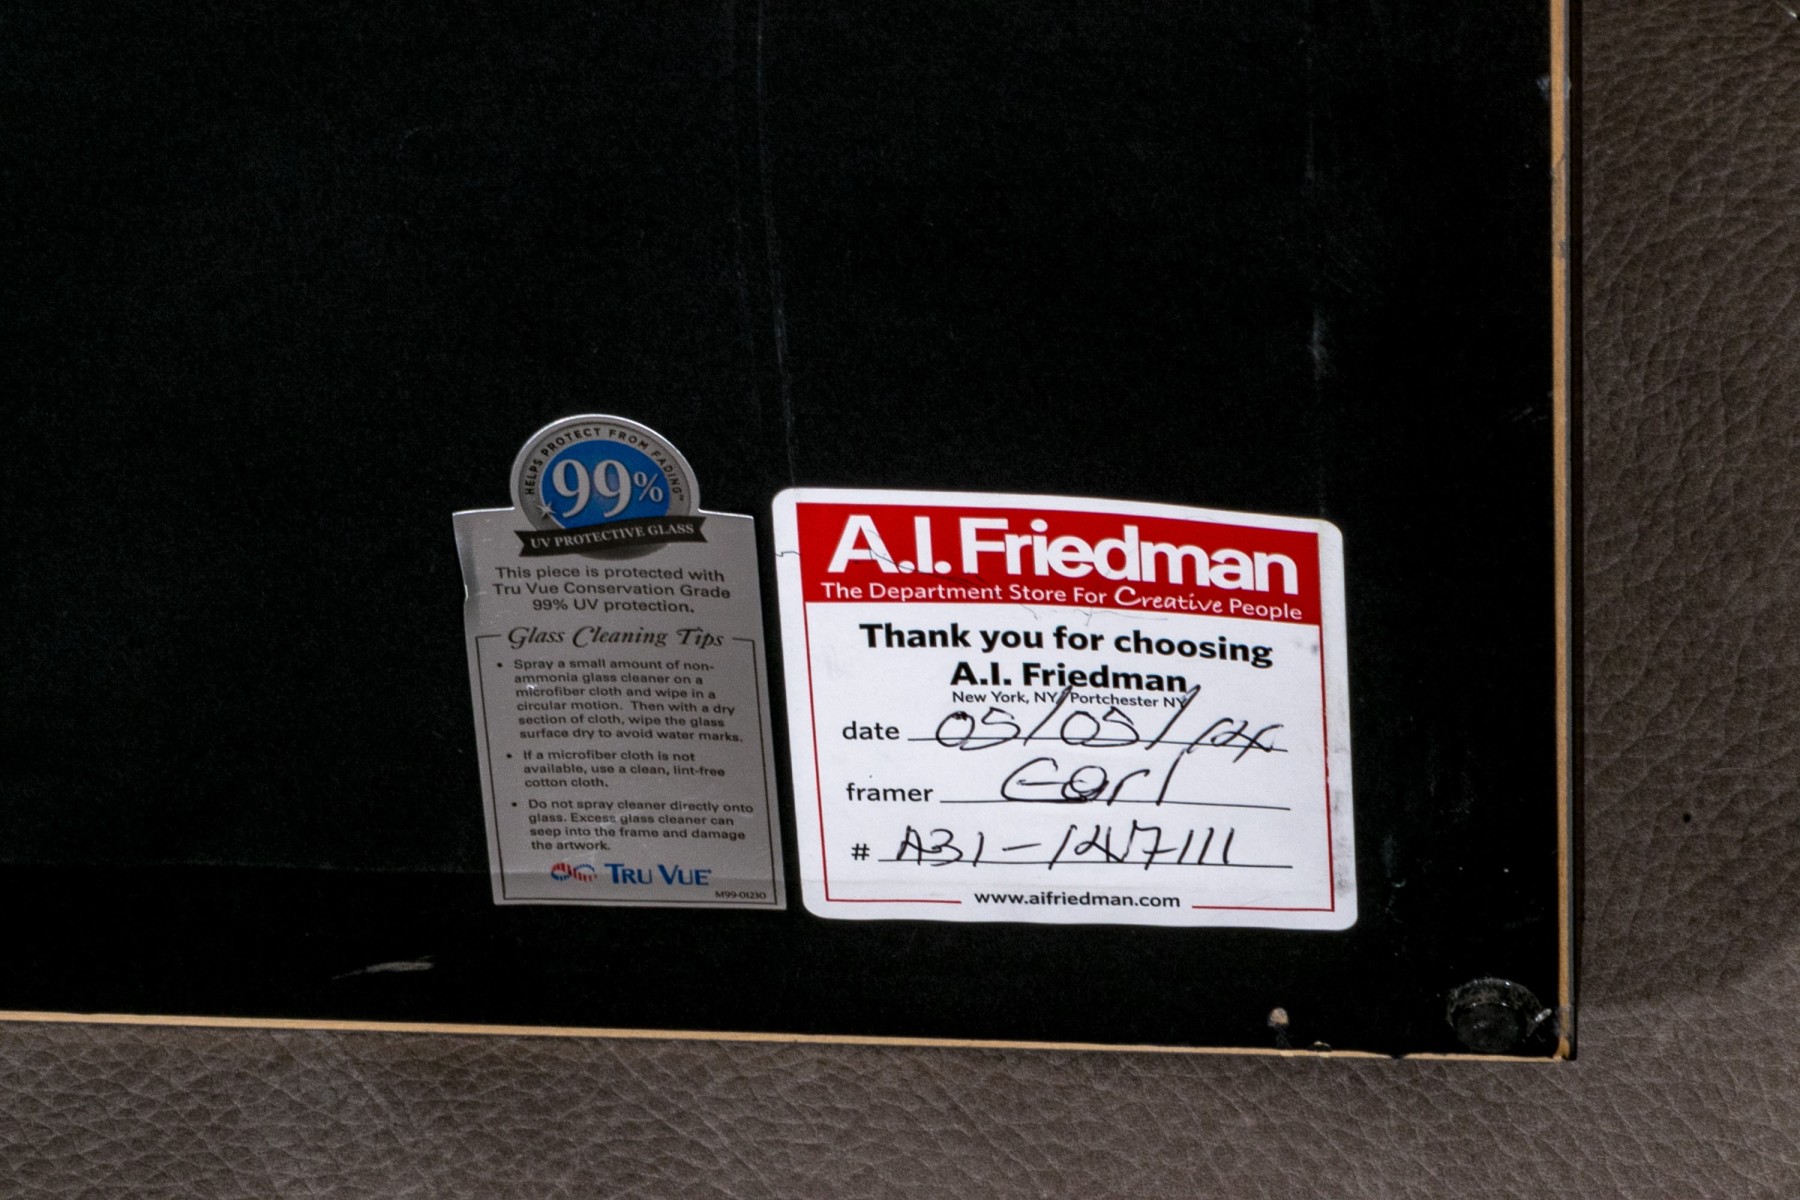 HELPS PROTECT FROM FADING™
99%
UV PROTECTIVE GLASS
This piece is protected with
Tru Vue Conservation Grade
99% UV protection.
Glass Cleaning Tips
• Spray a small amount of non-
ammonia glass cleaner on a
microfiber cloth and wipe in a
circular motion. Then with a dry
section of cloth, wipe the glass
surface dry to avoid water marks.
• If a microfiber cloth is not
available, use a clean, lint-free
cotton cloth.
• Do not spray cleaner directly onto
glass. Excess glass cleaner can
seep into the frame and damage
the artwork.
TRU VUE
M99-01230
A.I. Friedman
The Department Store For Creative People
Thank you for choosing
A.I. Friedman
New York, NY/Portchester NY
date 05/05/
framer Earl
# A31-
www.aifriedman.com